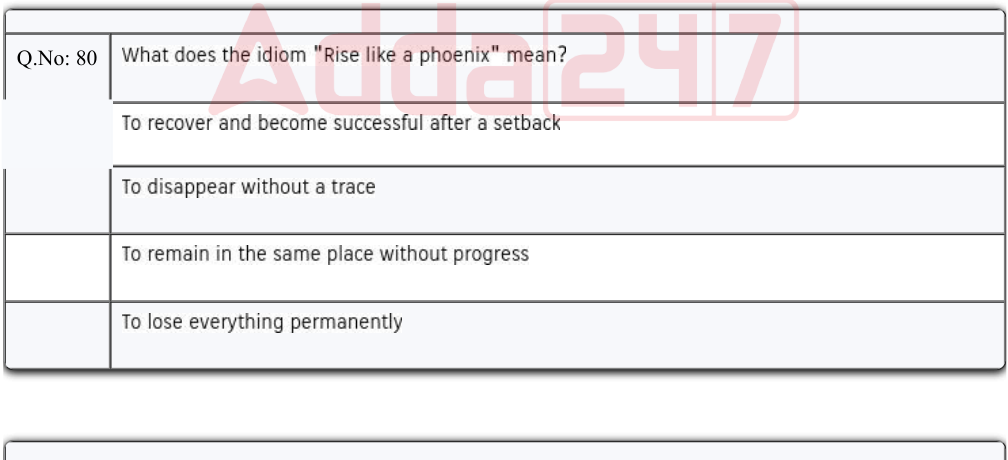 Adda247
Q.No: 80
What does the idiom "Rise like a phoenix" mean?
To recover and become successful after a setback
To disappear without a trace
To remain in the same place without progress
To lose everything permanently